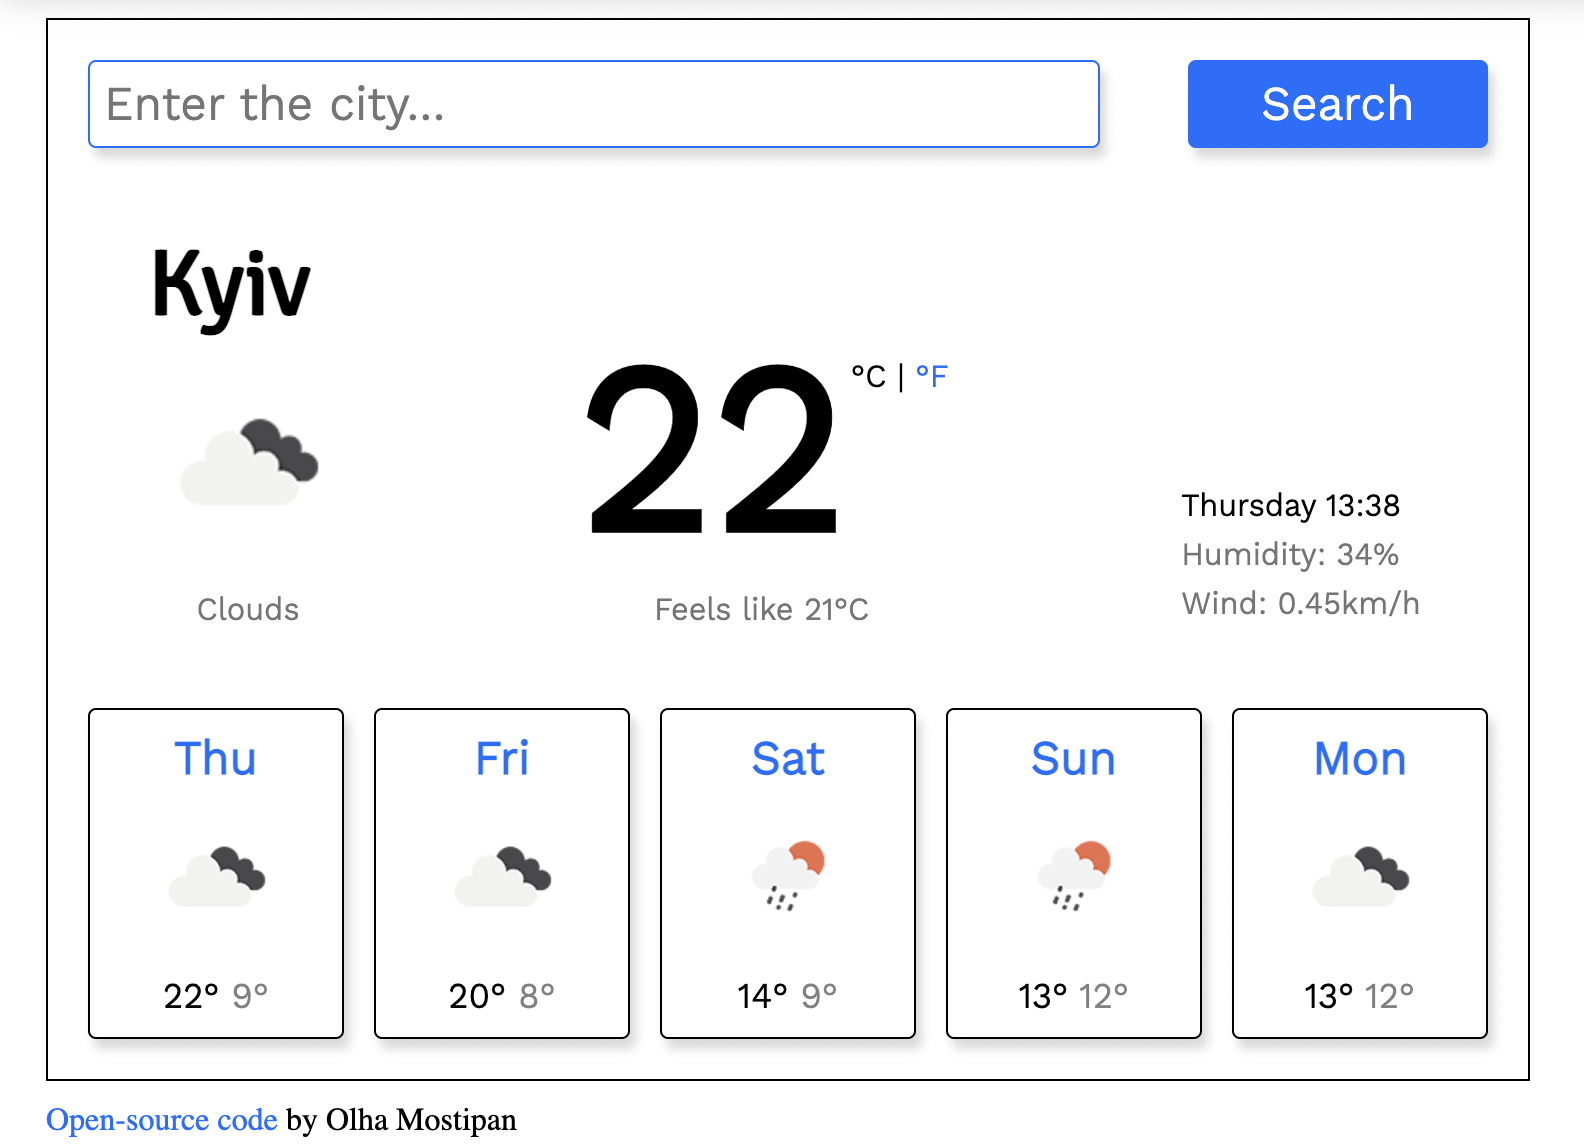 Enter the city...
Search
Kyiv
22 °C | °F
Clouds
Feels like 21°C
Thursday 13:38
Humidity: 34%
Wind: 0.45km/h
Thu
22° 9°
Fri
20° 8°
Sat
14° 9°
Sun
13° 12°
Mon
13° 12°
Open-source code by Olha Mostipan